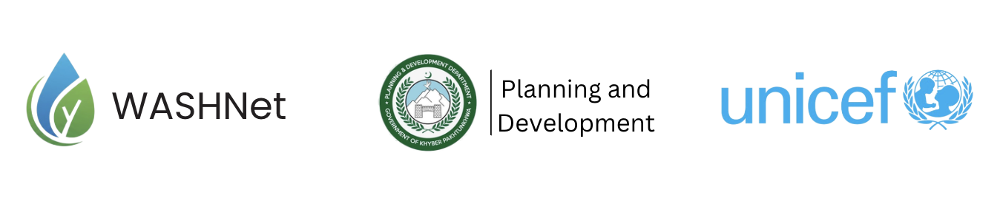 WASHNet
PLANNING & DEVELOPMENT DEPARTMENT
GOVERNMENT OF KHYBER PAKHTUNKHWA
Planning and
Development
unicef